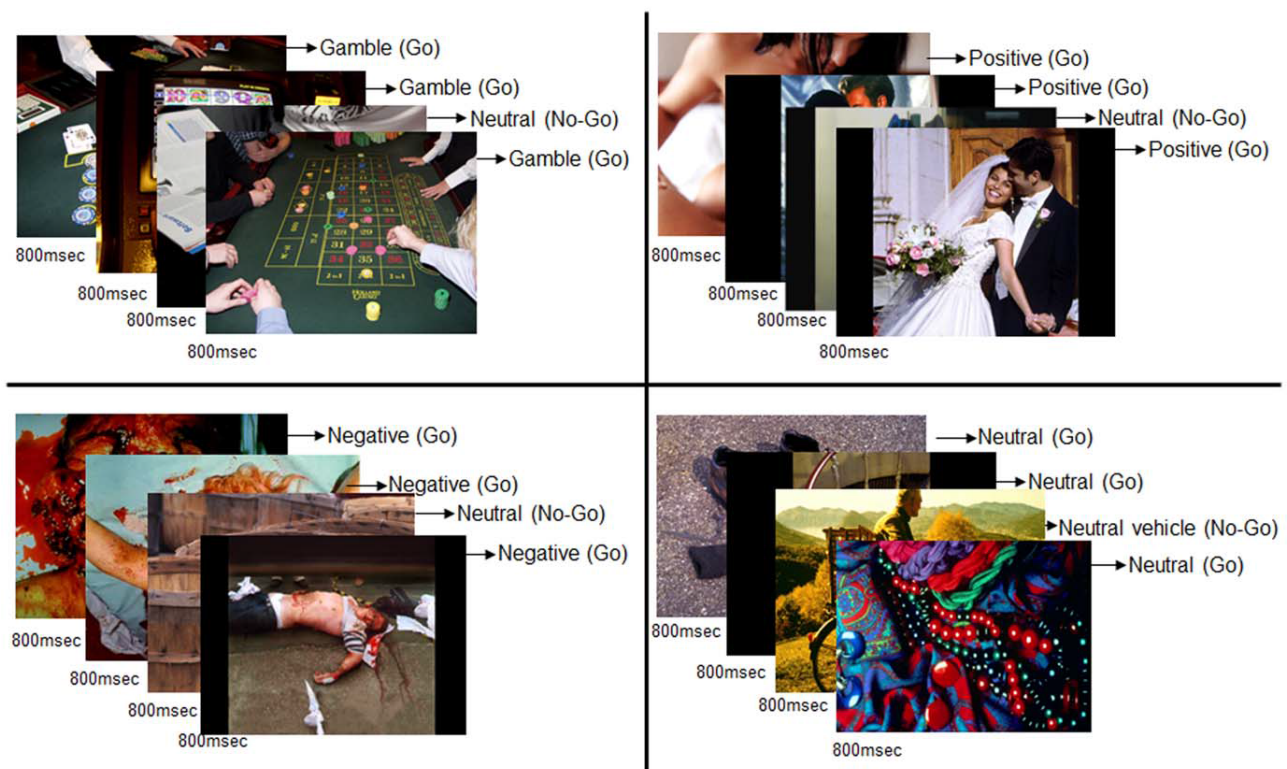 Gamble (Go)
Gamble (Go)
Neutral (No-Go)
Gamble (Go)
800msec
800msec
800msec
800msec
Positive (Go)
Positive (Go)
Neutral (No-Go)
Positive (Go)
800msec
800msec
800msec
800msec
Negative (Go)
Negative (Go)
Neutral (No-Go)
Negative (Go)
800msec
800msec
800msec
800msec
Neutral (Go)
Neutral (Go)
Neutral vehicle (No-Go)
Neutral (Go)
800msec
800msec
800msec
800msec